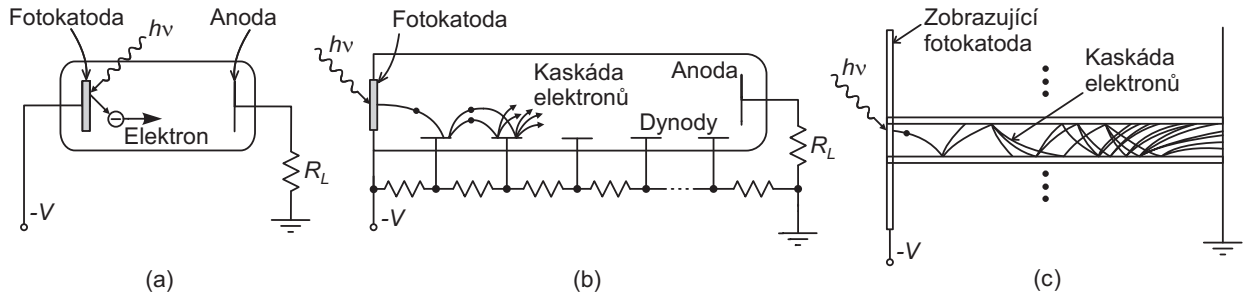 Fotokatoda
Anoda
hν
Elektron
R_L
-V
(a)
Fotokatoda
hν
Kaskáda
elektronů
Anoda
Dynody
R_L
-V
(b)
Zobrazující
fotokatoda
hν
Kaskáda
elektronů
-V
(c)